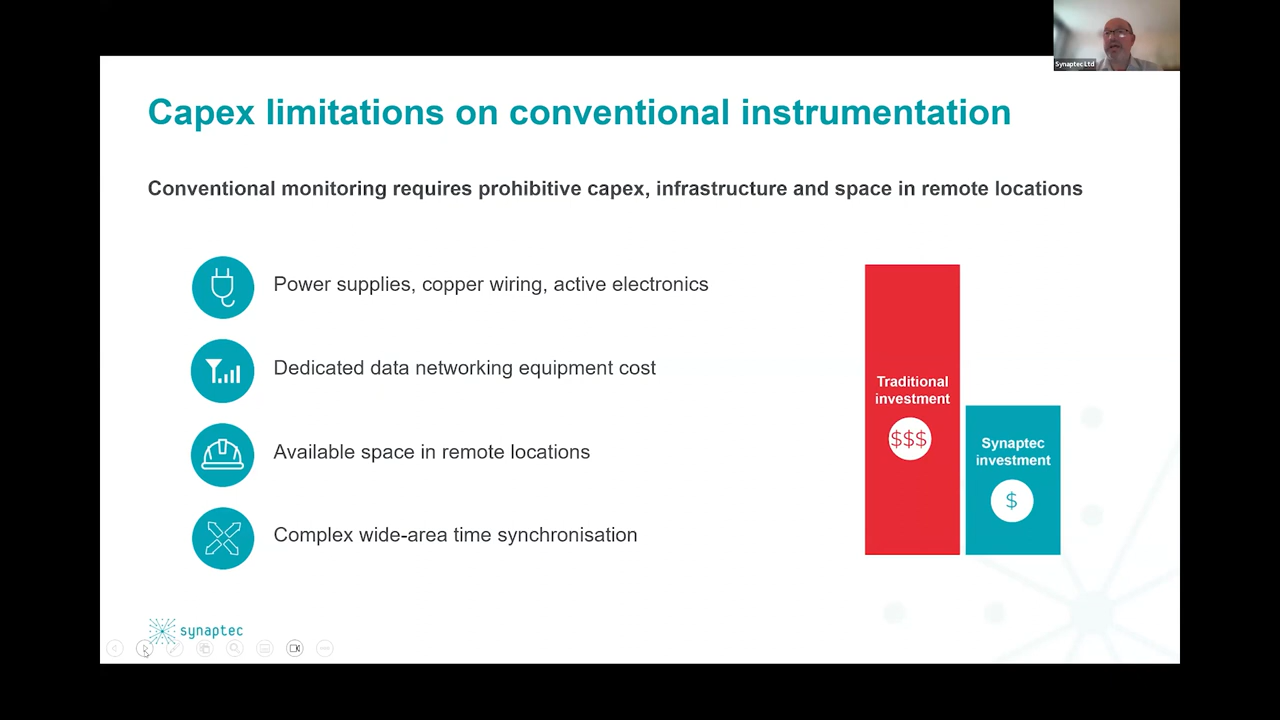 Synaptec Ltd
Capex limitations on conventional instrumentation
Conventional monitoring requires prohibitive capex, infrastructure and space in remote locations
Power supplies, copper wiring, active electronics
Dedicated data networking equipment cost
Available space in remote locations
Complex wide-area time synchronisation
Traditional
investment
$$$
Synaptec
investment
$
synaptec